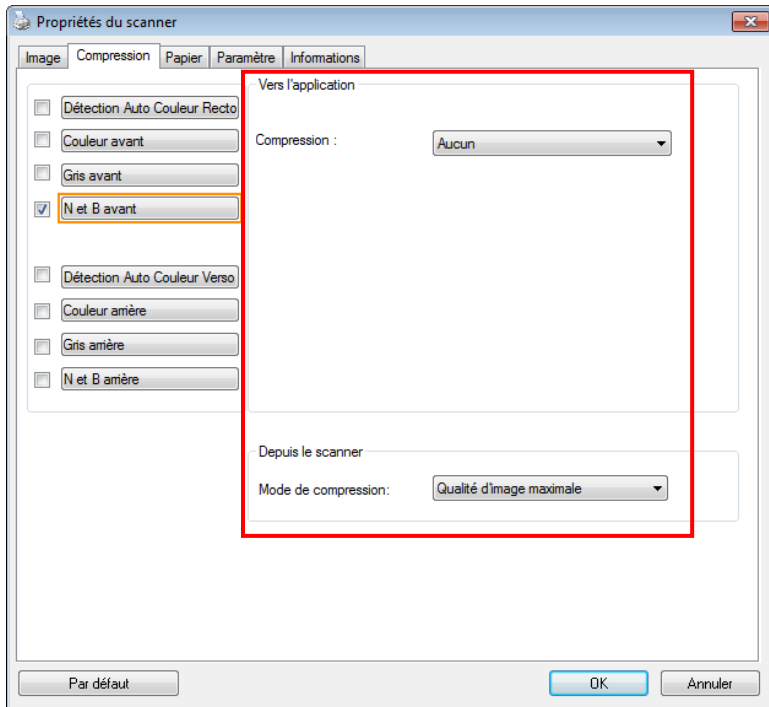 Propriétés du scanner
Image Compression Papier Paramètre Informations
Vers l'application
Détection Auto Couleur Recto
Couleur avant
Compression :
Aucun
Gris avant
N et B avant
Détection Auto Couleur Verso
Couleur arrière
Gris arrière
N et B arrière
Depuis le scanner
Mode de compression:
Qualité d'image maximale
Par défaut
OK
Annuler